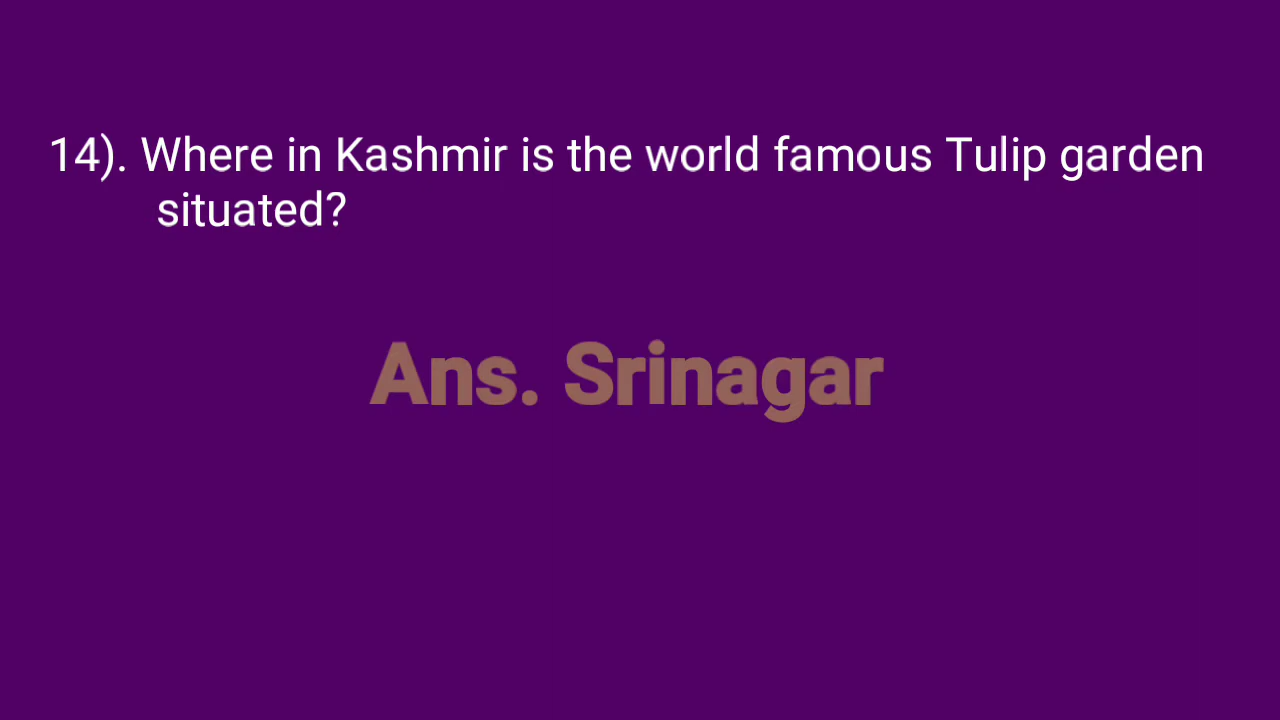 14). Where in Kashmir is the world famous Tulip garden
situated?
Ans. Srinagar